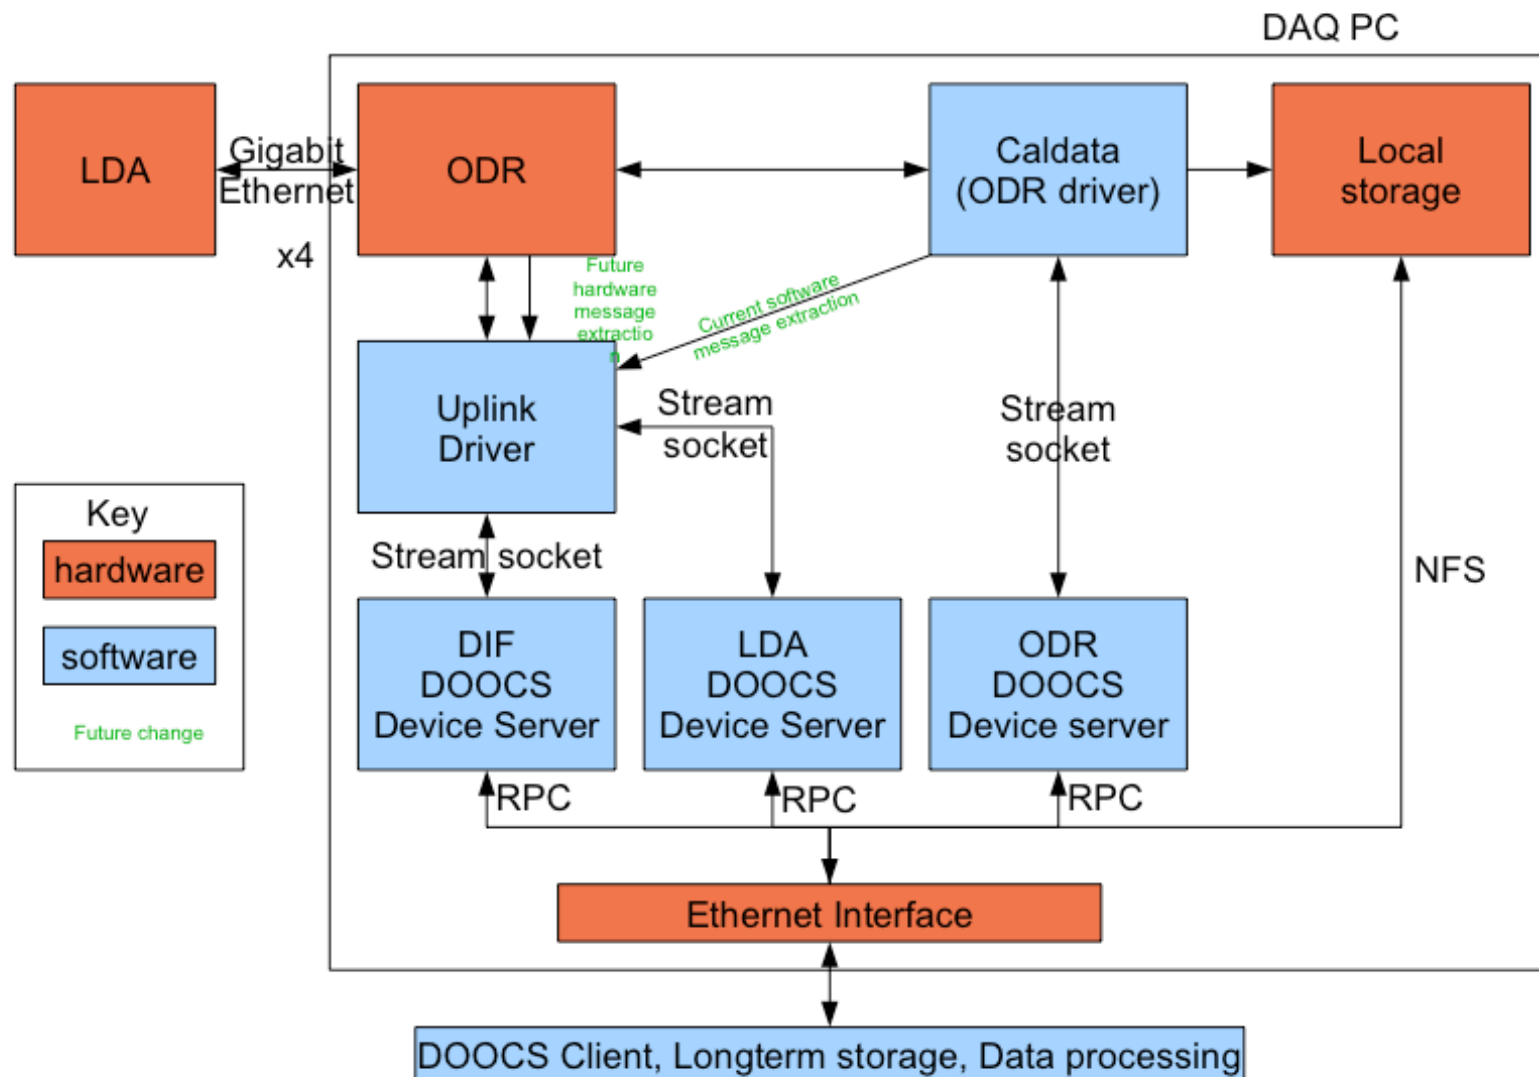 DAQ PC
LDA
Gigabit
Ethernet
x4
ODR
Caldata
(ODR driver)
Local
storage
Future
hardware
message
extractio
n
Current software
message extraction
Uplink
Driver
Stream
socket
Stream
socket
Key
hardware
software
Future change
Stream socket
NFS
DIF
DOOCS
Device Server
LDA
DOOCS
Device Server
ODR
DOOCS
Device server
RPC
RPC
RPC
Ethernet Interface
DOOCS Client, Longterm storage, Data processing